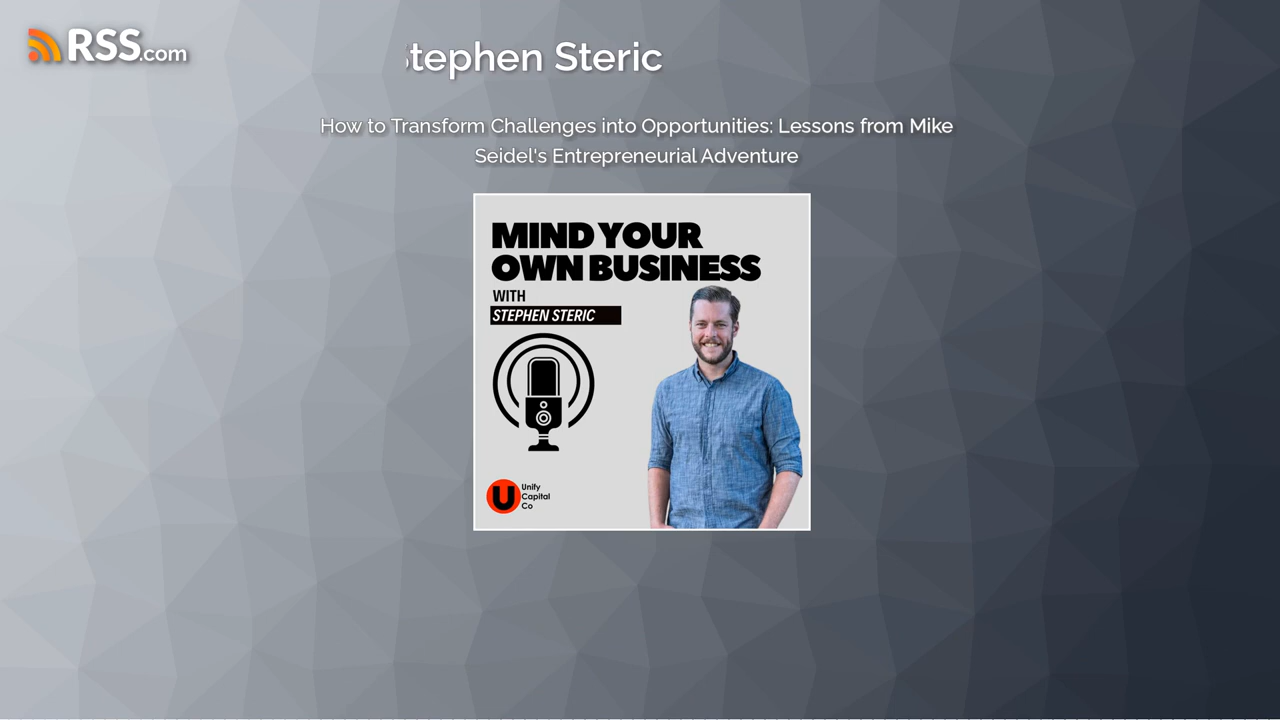 RSS.com
Stephen Steric
How to Transform Challenges into Opportunities: Lessons from Mike
Seidel's Entrepreneurial Adventure
MIND YOUR
OWN BUSINESS
WITH
STEPHEN STERIC
U
Unify
Capital
Co